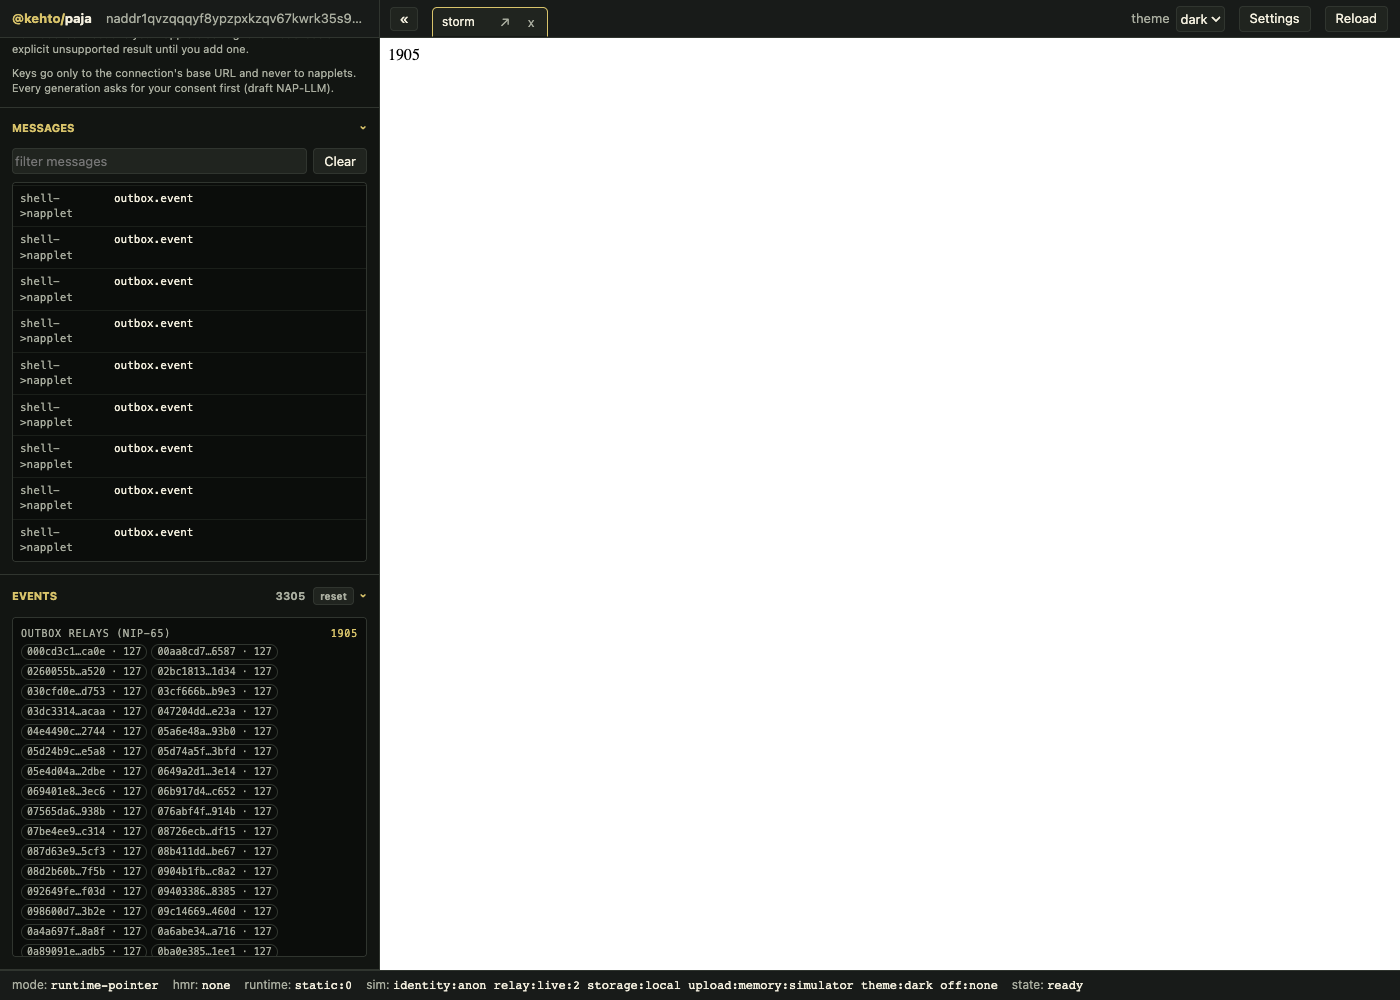 @kehto/paja naddr1qvzqqqyf8ypzpxkzqv67kwrk35s9... « storm ↗ x theme dark Settings Reload
explicit unsupported result until you add one.
Keys go only to the connection's base URL and never to napplets.
Every generation asks for your consent first (draft NAP-LLM).
MESSAGES
filter messages Clear
shell-
>napplet outbox.event
shell-
>napplet outbox.event
shell-
>napplet outbox.event
shell-
>napplet outbox.event
shell-
>napplet outbox.event
shell-
>napplet outbox.event
shell-
>napplet outbox.event
shell-
>napplet outbox.event
shell-
>napplet outbox.event
EVENTS 3305 reset
OUTBOX RELAYS (NIP-65) 1905
000cd3c1…ca0e · 127 00aa8cd7…6587 · 127
0260055b…a520 · 127 02bc1813…1d34 · 127
030cfd0e…d753 · 127 03cf666b…b9e3 · 127
03dc3314…acaa · 127 047204dd…e23a · 127
04e4490c…2744 · 127 05a6e48a…93b0 · 127
05d24b9c…e5a8 · 127 05d74a5f…3bfd · 127
05e4d04a…2dbe · 127 0649a2d1…3e14 · 127
069401e8…3ec6 · 127 06b917d4…c652 · 127
07565da6…938b · 127 076abf4f…914b · 127
07be4ee9…c314 · 127 08726ecb…df15 · 127
087d63e9…5cf3 · 127 08b411dd…be67 · 127
08d2b60b…7f5b · 127 0904b1fb…c8a2 · 127
092649fe…f03d · 127 09403386…8385 · 127
098600d7…3b2e · 127 09c14669…460d · 127
0a4a697f…8a8f · 127 0a6abe34…a716 · 127
0a89091e…adb5 · 127 0ba0e385…1ee1 · 127
1905
mode: runtime-pointer hmr: none runtime: static:0 sim: identity:anon relay:live:2 storage:local upload:memory:simulator theme:dark off:none state: ready